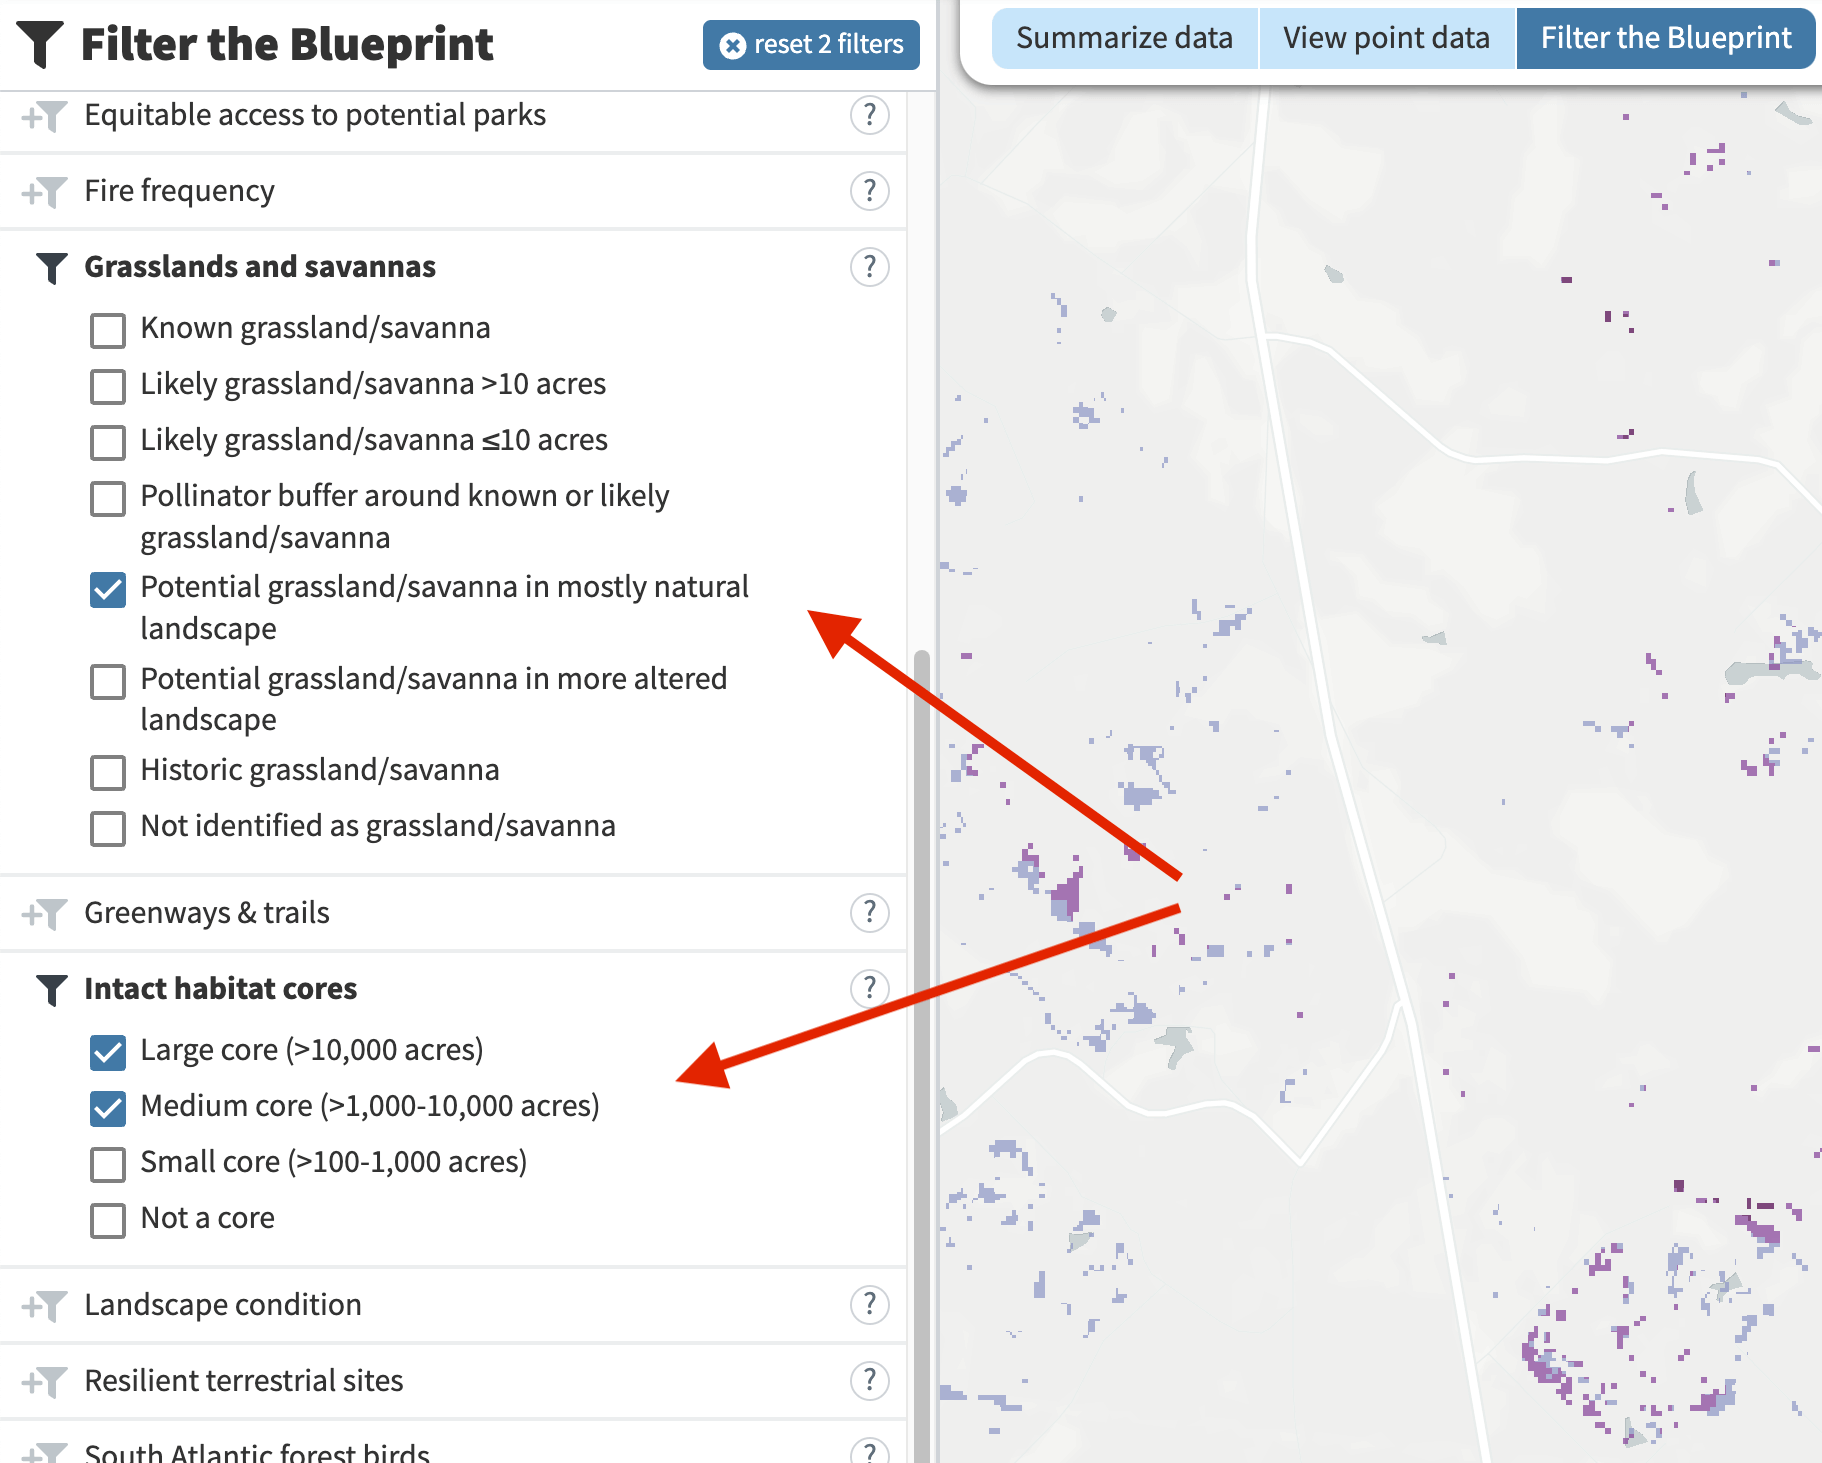 Filter the Blueprint
reset 2 filters
Summarize data
View point data
Filter the Blueprint
Equitable access to potential parks
?
Fire frequency
?
Grasslands and savannas
?
Known grassland/savanna
Likely grassland/savanna >10 acres
Likely grassland/savanna ≤10 acres
Pollinator buffer around known or likely
grassland/savanna
Potential grassland/savanna in mostly natural
landscape
Potential grassland/savanna in more altered
landscape
Historic grassland/savanna
Not identified as grassland/savanna
Greenways & trails
?
Intact habitat cores
?
Large core (>10,000 acres)
Medium core (>1,000-10,000 acres)
Small core (>100-1,000 acres)
Not a core
Landscape condition
?
Resilient terrestrial sites
?
South Atlantic forest birds
?